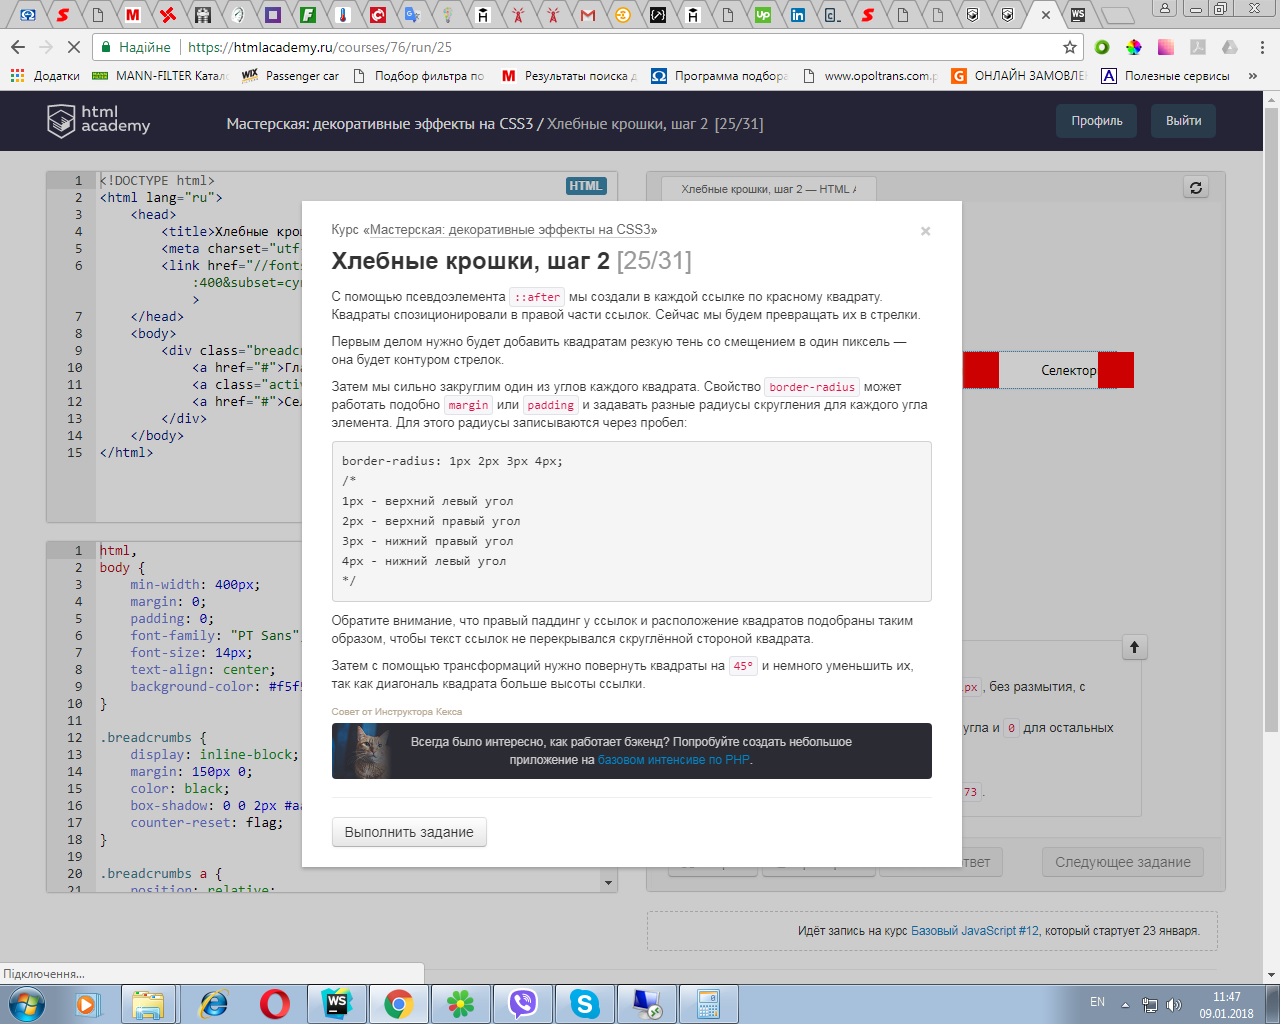 Надійне
https://htmlacademy.ru/courses/76/run/25
Додатки
MANN-FILTER Катало
Passenger car
Подбор фильтра по
Результаты поиска д
Программа подбора
www.opoltrans.com.p
ОНЛАЙН ЗАМОВЛЕ
Полезные сервисы
»
html
academy
Мастерская: декоративные эффекты на CSS3 / Хлебные крошки, шаг 2 [25/31]
Профиль
Выйти
1 <!DOCTYPE html>
HTML
2 <html lang="ru">
3 <head>
4 <title>Хлебные крош
5 <meta charset="utf
6 <link href="//fonts
:400&subset=cyr
>
7 </head>
8 <body>
9 <div class="breadcr
10 <a href="#">Гла
11 <a class="activ
12 <a href="#">Се
13 </div>
14 </body>
15 </html>
1 html,
2 body {
3 min-width: 400px;
4 margin: 0;
5 padding: 0;
6 font-family: "PT Sans",
7 font-size: 14px;
8 text-align: center;
9 background-color: #f5f
10 }
11
12 .breadcrumbs {
13 display: inline-block;
14 margin: 150px 0;
15 color: black;
16 box-shadow: 0 0 2px #aa
17 counter-reset: flag;
18 }
19
20 .breadcrumbs a {
21 position: relative;
Курс «Мастерская: декоративные эффекты на CSS3»
×
Хлебные крошки, шаг 2 [25/31]
С помощью псевдоэлемента ::after мы создали в каждой ссылке по красному квадрату.
Квадраты спозиционировали в правой части ссылок. Сейчас мы будем превращать их в стрелки.
Первым делом нужно будет добавить квадратам резкую тень со смещением в один пиксель —
она будет контуром стрелок.
Затем мы сильно закруглим один из углов каждого квадрата. Свойство border-radius может
работать подобно margin или padding и задавать разные радиусы скругления для каждого угла
элемента. Для этого радиусы записываются через пробел:
border-radius: 1px 2px 3px 4px;
/*
1px - верхний левый угол
2px - верхний правый угол
3px - нижний правый угол
4px - нижний левый угол
*/
Обратите внимание, что правый паддинг у ссылок и расположение квадратов подобраны таким
образом, чтобы текст ссылок не перекрывался скруглённой стороной квадрата.
Затем с помощью трансформаций нужно повернуть квадраты на 45° и немного уменьшить их,
так как диагональ квадрата больше высоты ссылки.
Совет от Инструктора Кекса
Всегда было интересно, как работает бэкенд? Попробуйте создать небольшое
приложение на базовом интенсиве по PHP.
Выполнить задание
Хлебные крошки, шаг 2 — HTML A
Селектор
px , без размытия, с
угла и 0 для остальных
73 .
ответ
Следующее задание
Идёт запись на курс Базовый JavaScript #12, который стартует 23 января.
Підключення...
EN
11:47
09.01.2018